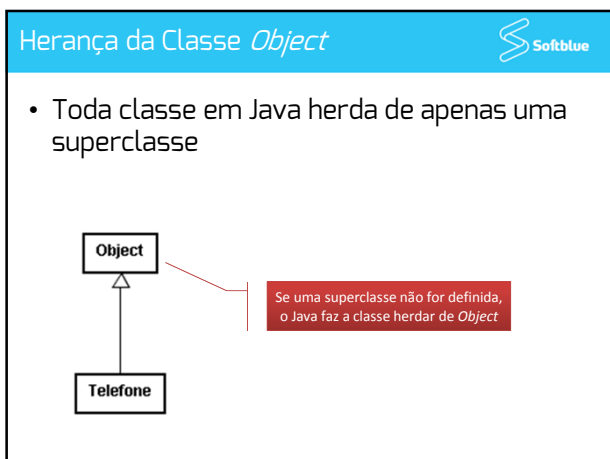 Herança da Classe Object
Softblue
• Toda classe em Java herda de apenas uma
superclasse
Object
Se uma superclasse não for definida,
o Java faz a classe herdar de Object
Telefone